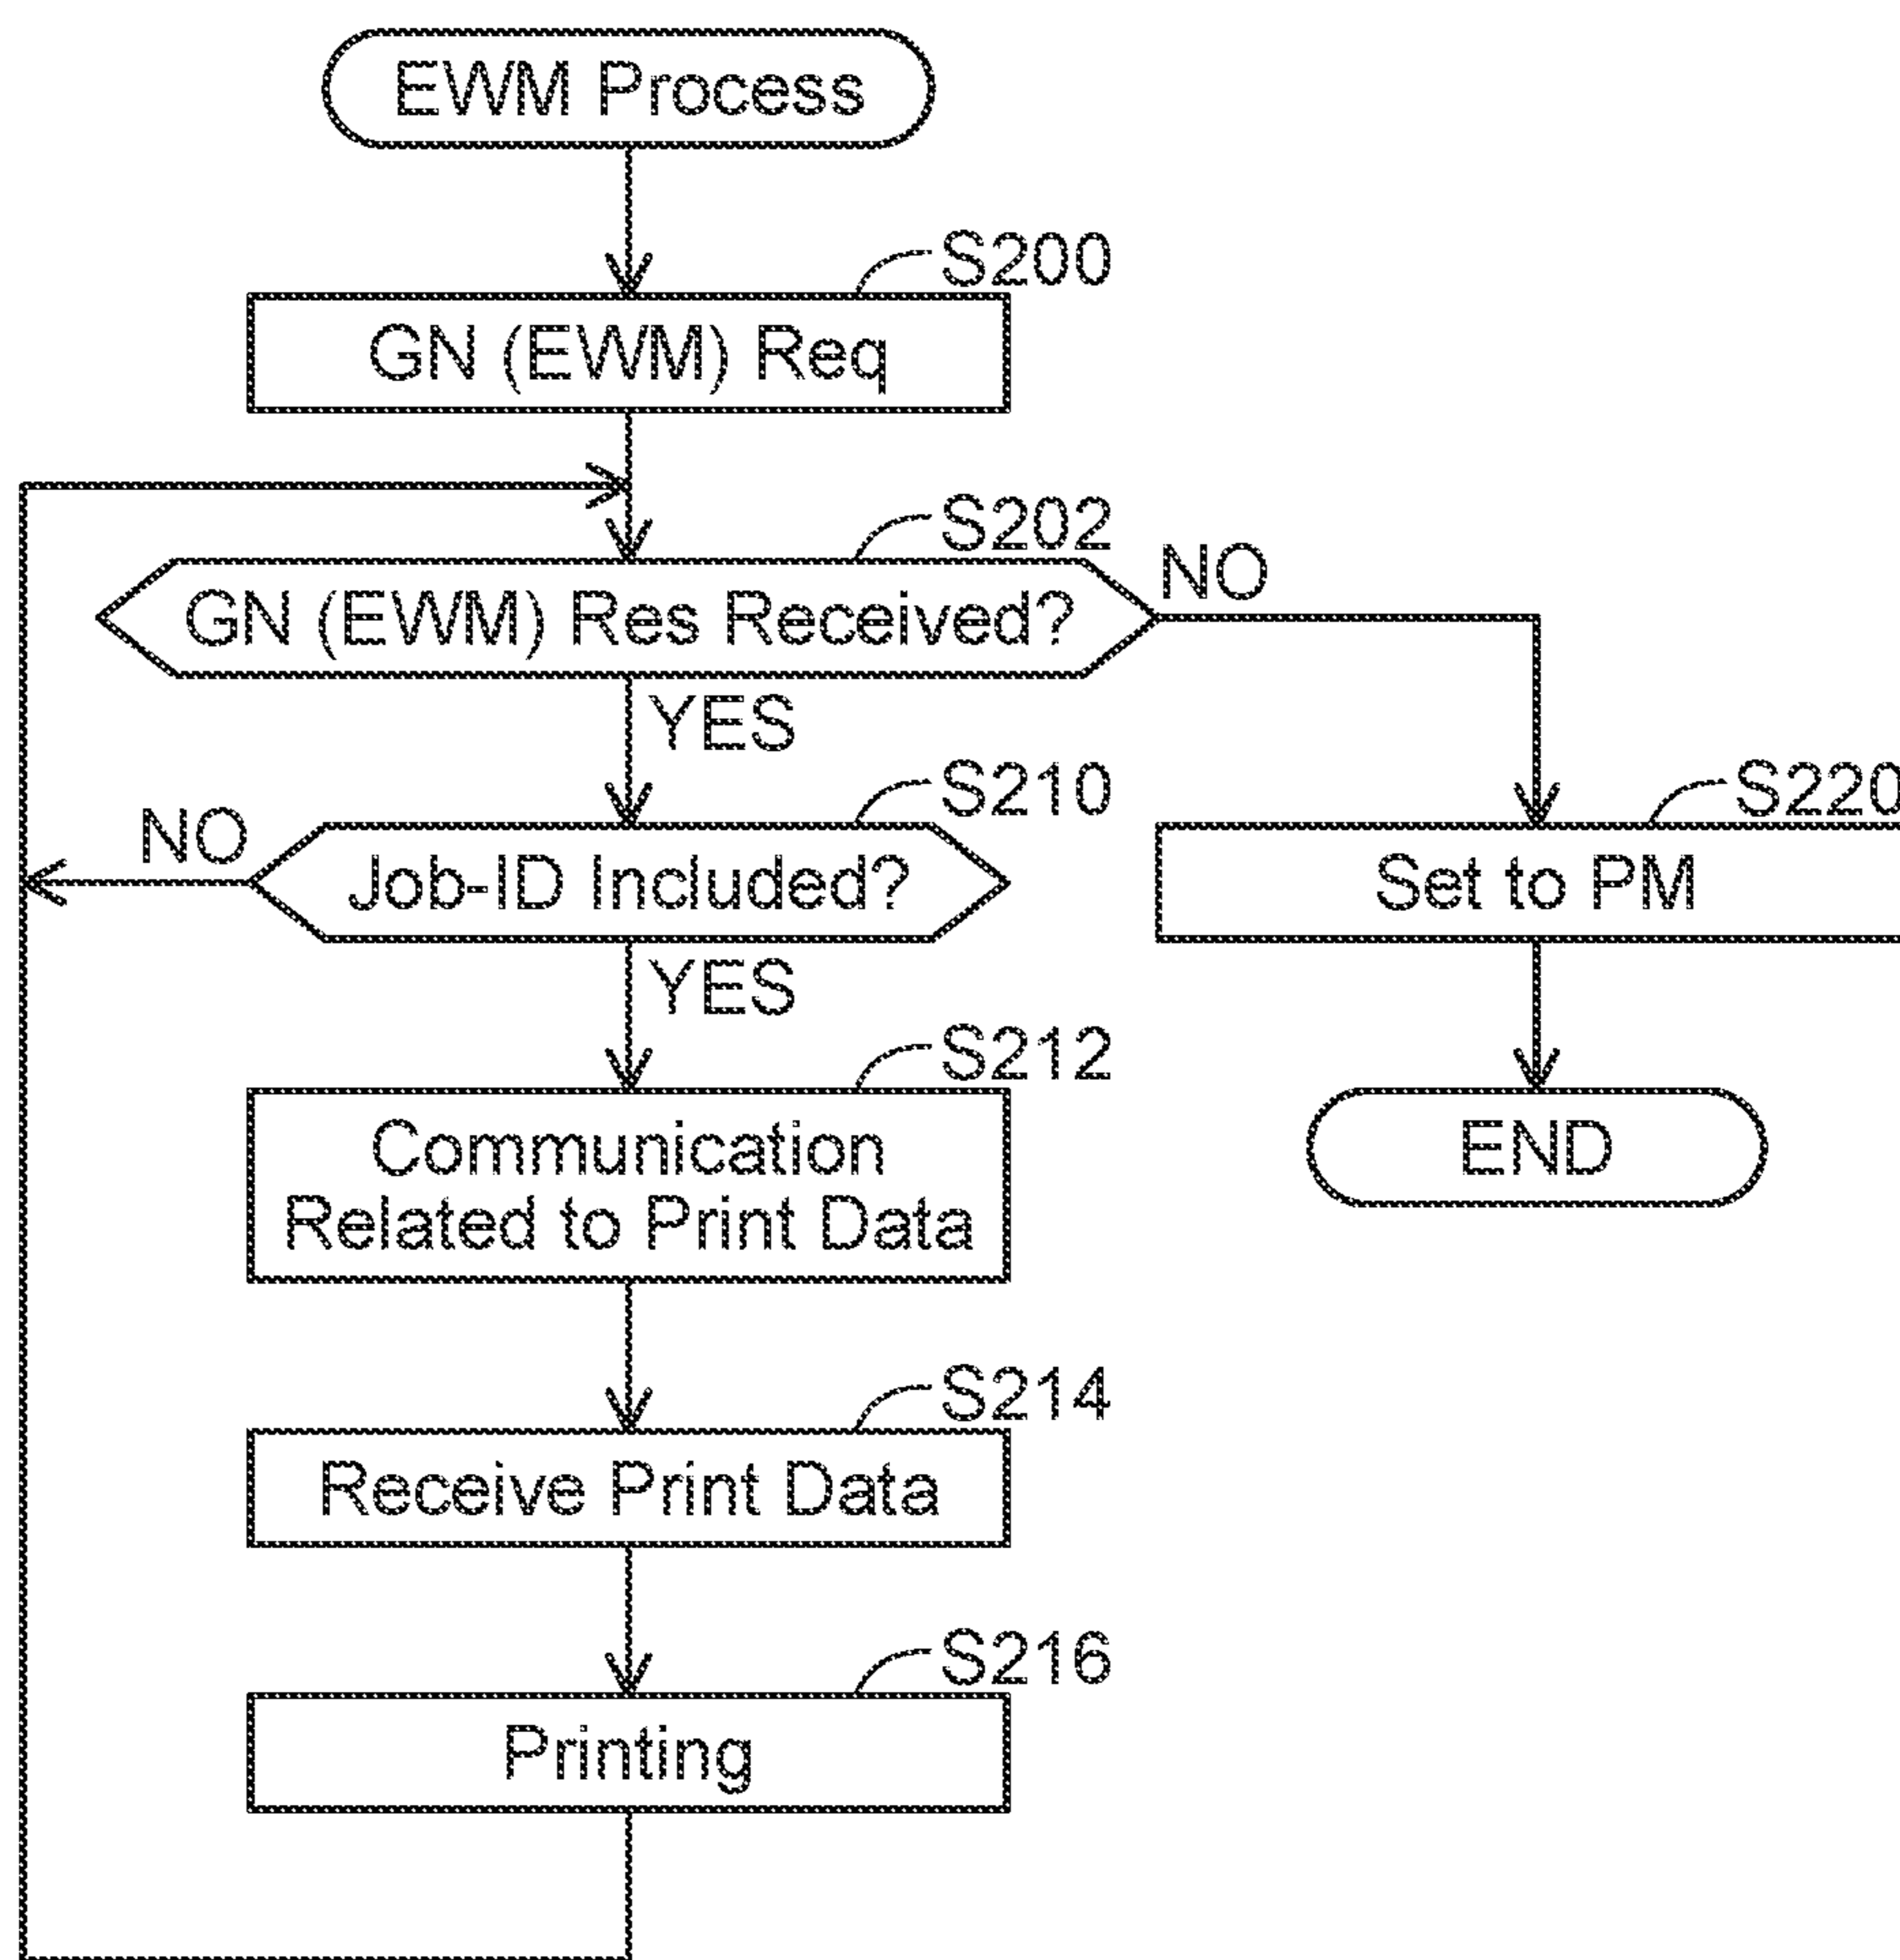 EWM Process
S200
GN (EWM) Req
S202
GN (EWM) Res Received?
NO
YES
S210
NO
Job-ID Included?
S220
Set to PM
YES
S212
Communication
Related to Print Data
END
S214
Receive Print Data
S216
Printing